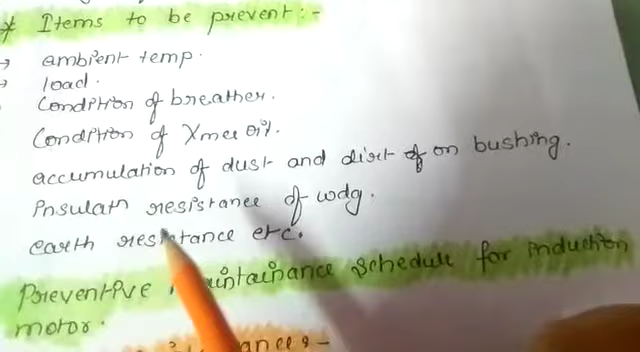 * Items to be prevent:-
→ ambient temp.
→ load.
Condition of breather.
Condition of Xmer oil.
accumulation of dust and dirt on bushing.
Insulatn resistance of wdg.
earth resistance etc.
Preventive maintainance schedule for induction
motor.